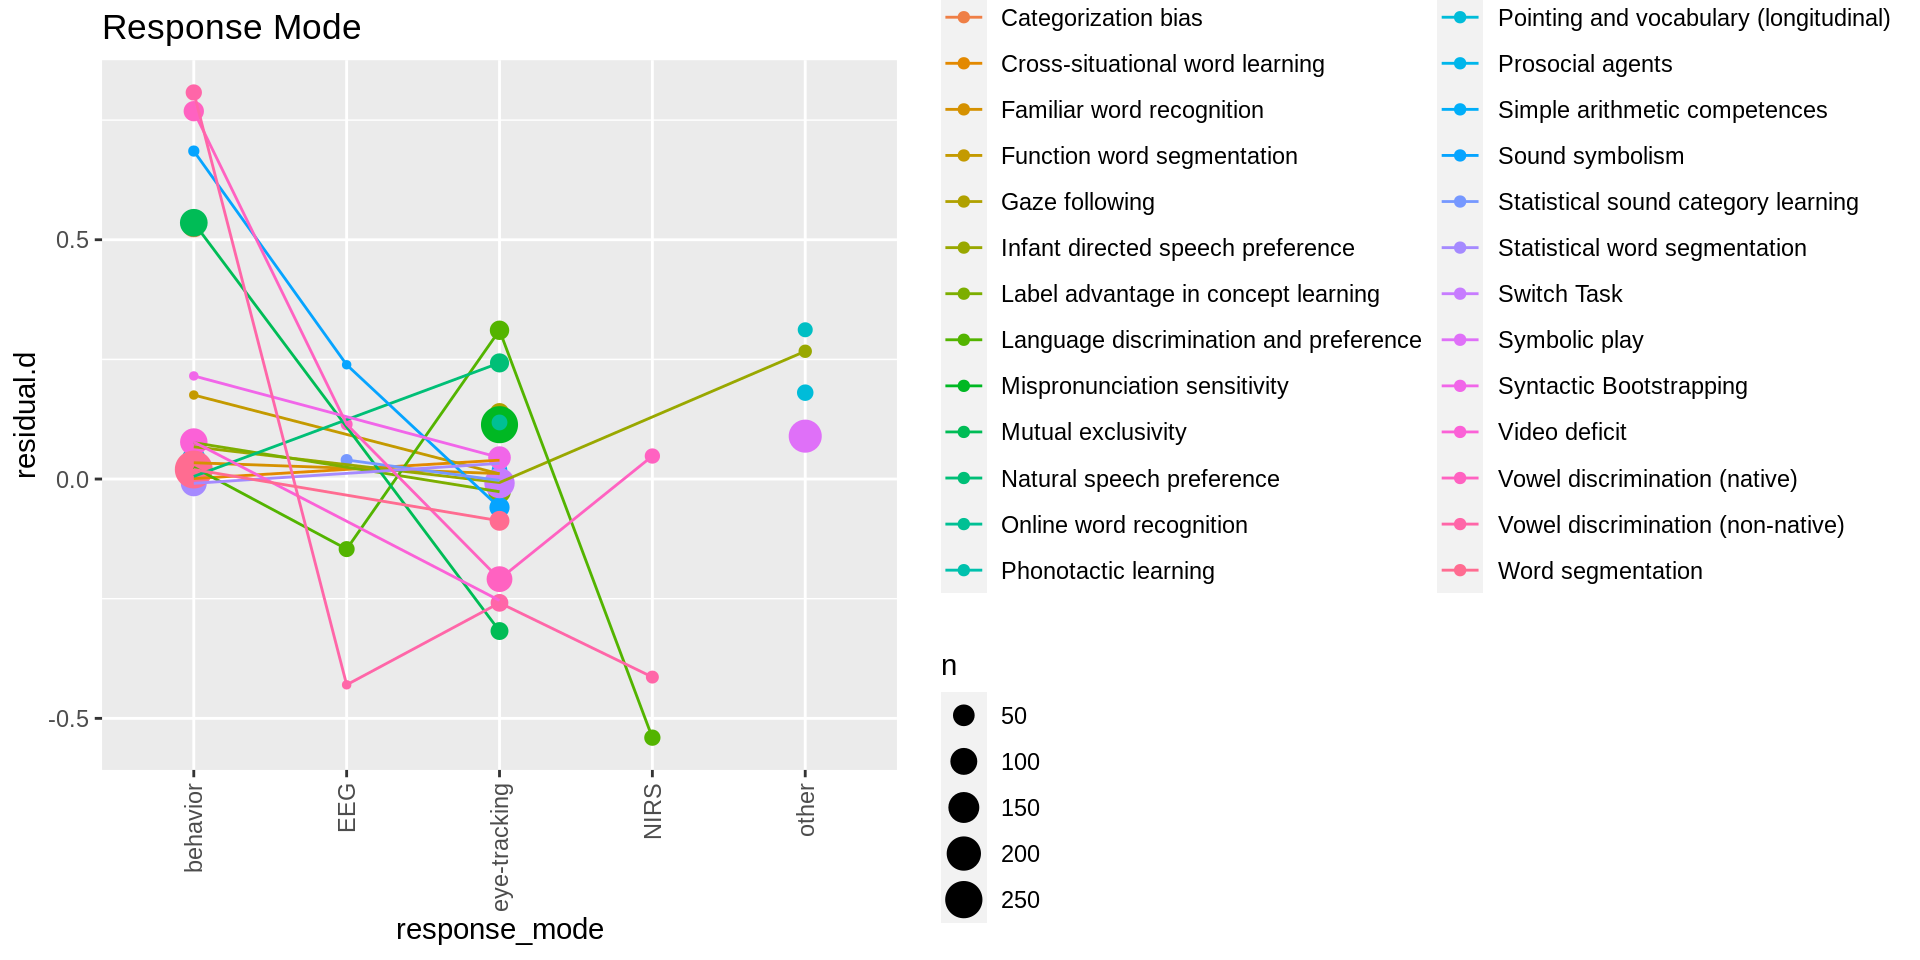 Response Mode
residual.d
0.5
0.0
-0.5
behavior
EEG
eye-tracking
NIRS
other
response_mode
Categorization bias
Cross-situational word learning
Familiar word recognition
Function word segmentation
Gaze following
Infant directed speech preference
Label advantage in concept learning
Language discrimination and preference
Mispronunciation sensitivity
Mutual exclusivity
Natural speech preference
Online word recognition
Phonotactic learning
Pointing and vocabulary (longitudinal)
Prosocial agents
Simple arithmetic competences
Sound symbolism
Statistical sound category learning
Statistical word segmentation
Switch Task
Symbolic play
Syntactic Bootstrapping
Video deficit
Vowel discrimination (native)
Vowel discrimination (non-native)
Word segmentation
n
50
100
150
200
250